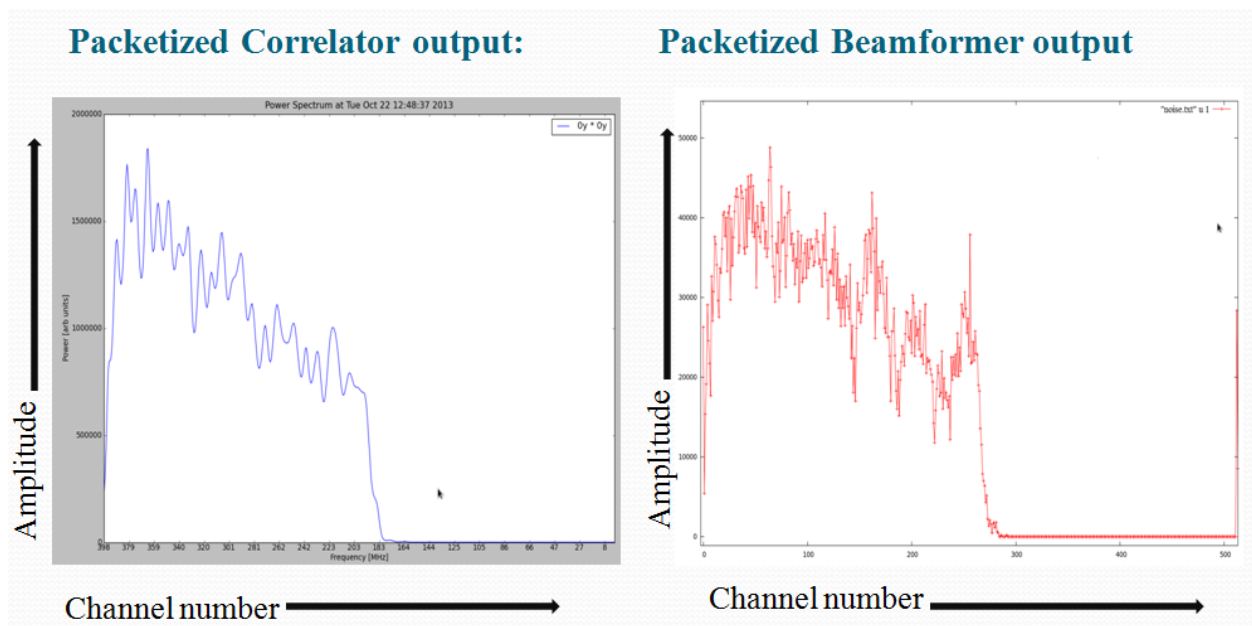 Packetized Correlator output:
Packetized Beamformer output
Power Spectrum at Tue Oct 22 12:48:37 2013
2000000
1500000
1000000
500000
0
Power [arb units]
0y * 0y
398 379 359 340 320 301 281 262 242 223 203 183 164 144 125 105 86 66 47 27 8
Frequency [MHz]
Amplitude
Channel number
"noise.txt" u 1
50000
40000
30000
20000
10000
0
0 100 200 300 400 500
Amplitude
Channel number